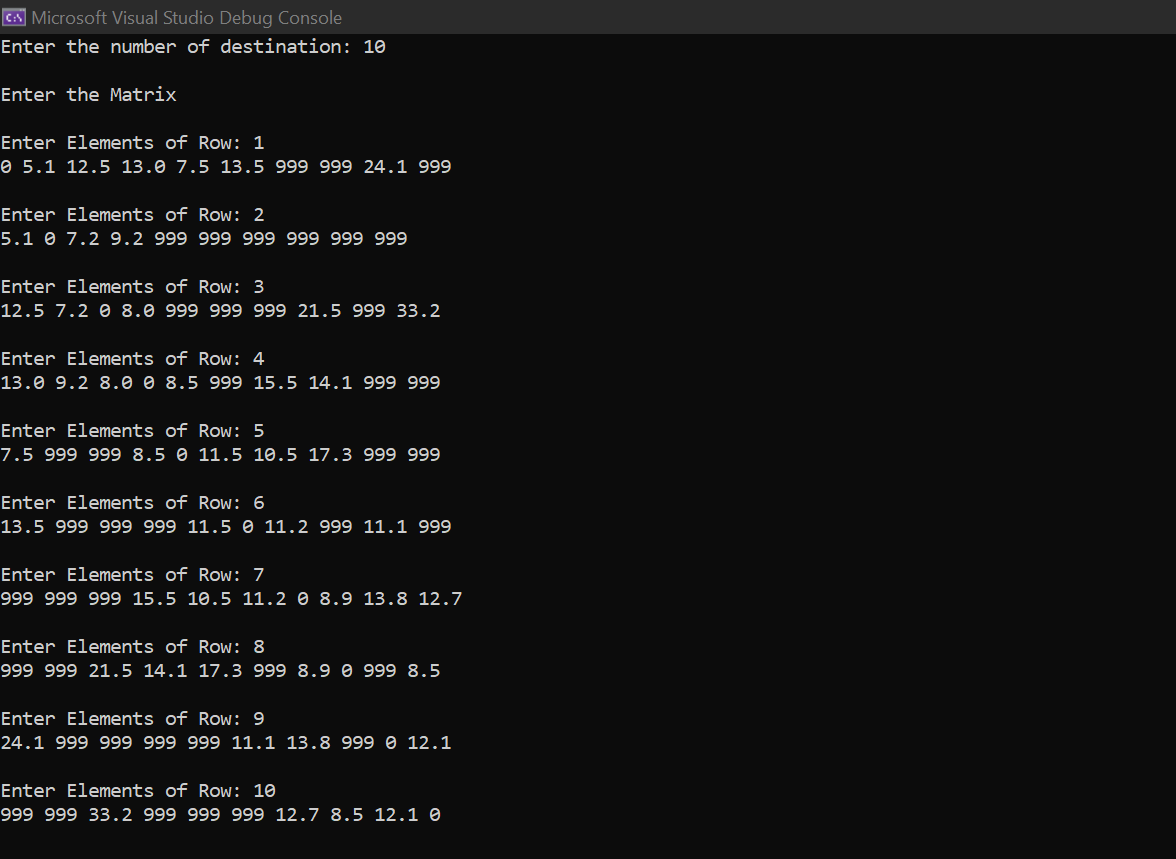 Microsoft Visual Studio Debug Console
Enter the number of destination: 10
Enter the Matrix
Enter Elements of Row: 1
0 5.1 12.5 13.0 7.5 13.5 999 999 24.1 999
Enter Elements of Row: 2
5.1 0 7.2 9.2 999 999 999 999 999 999
Enter Elements of Row: 3
12.5 7.2 0 8.0 999 999 999 21.5 999 33.2
Enter Elements of Row: 4
13.0 9.2 8.0 0 8.5 999 15.5 14.1 999 999
Enter Elements of Row: 5
7.5 999 999 8.5 0 11.5 10.5 17.3 999 999
Enter Elements of Row: 6
13.5 999 999 999 11.5 0 11.2 999 11.1 999
Enter Elements of Row: 7
999 999 999 15.5 10.5 11.2 0 8.9 13.8 12.7
Enter Elements of Row: 8
999 999 21.5 14.1 17.3 999 8.9 0 999 8.5
Enter Elements of Row: 9
24.1 999 999 999 999 11.1 13.8 999 0 12.1
Enter Elements of Row: 10
999 999 33.2 999 999 999 12.7 8.5 12.1 0